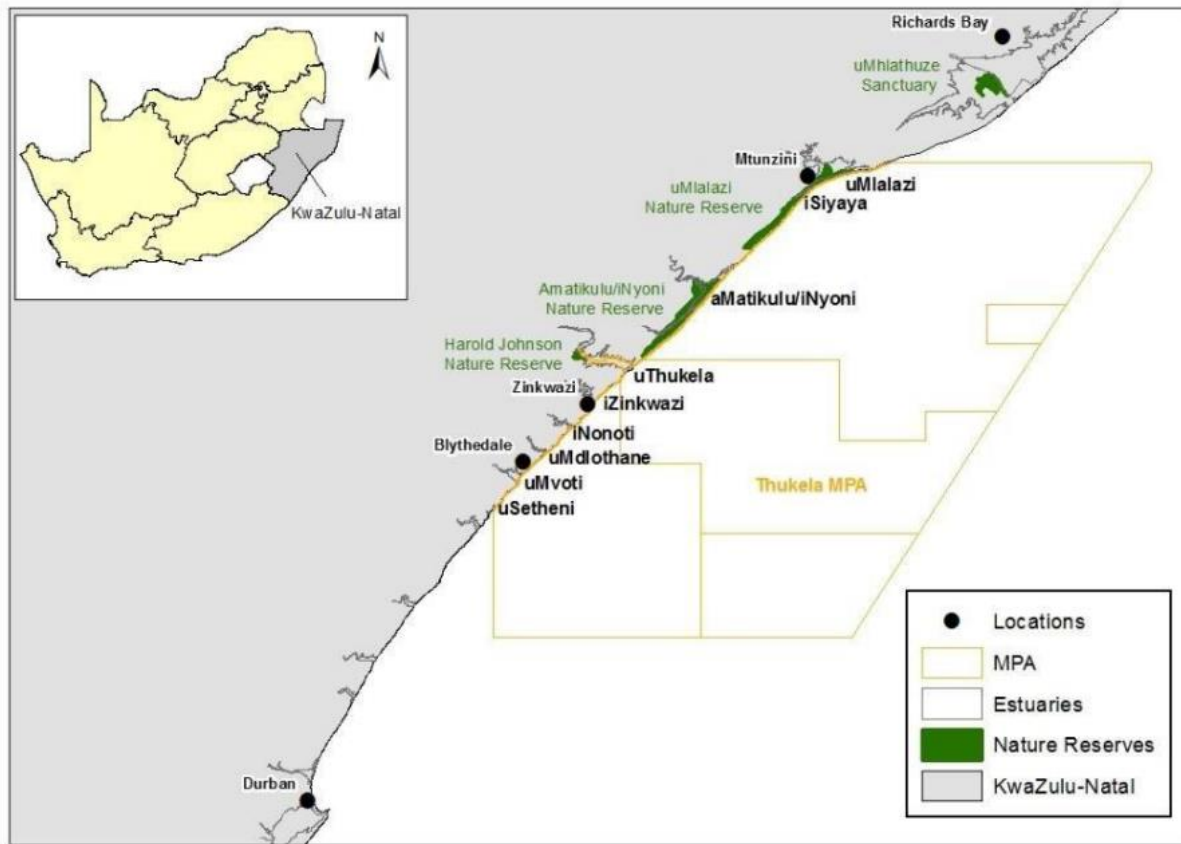 N
KwaZulu-Natal
Richards Bay
uMhlathuze
Sanctuary
Mtunzini
uMlalazi
uMlalazi
Nature Reserve
iSiyaya
Amatikulu/iNyoni
Nature Reserve
aMatikulu/iNyoni
Harold Johnson
Nature Reserve
uThukela
Zinkwazi
iZinkwazi
iNonoti
Blythedale
uMdlothane
uMvoti
uSetheni
Thukela MPA
Durban
Locations
MPA
Estuaries
Nature Reserves
KwaZulu-Natal